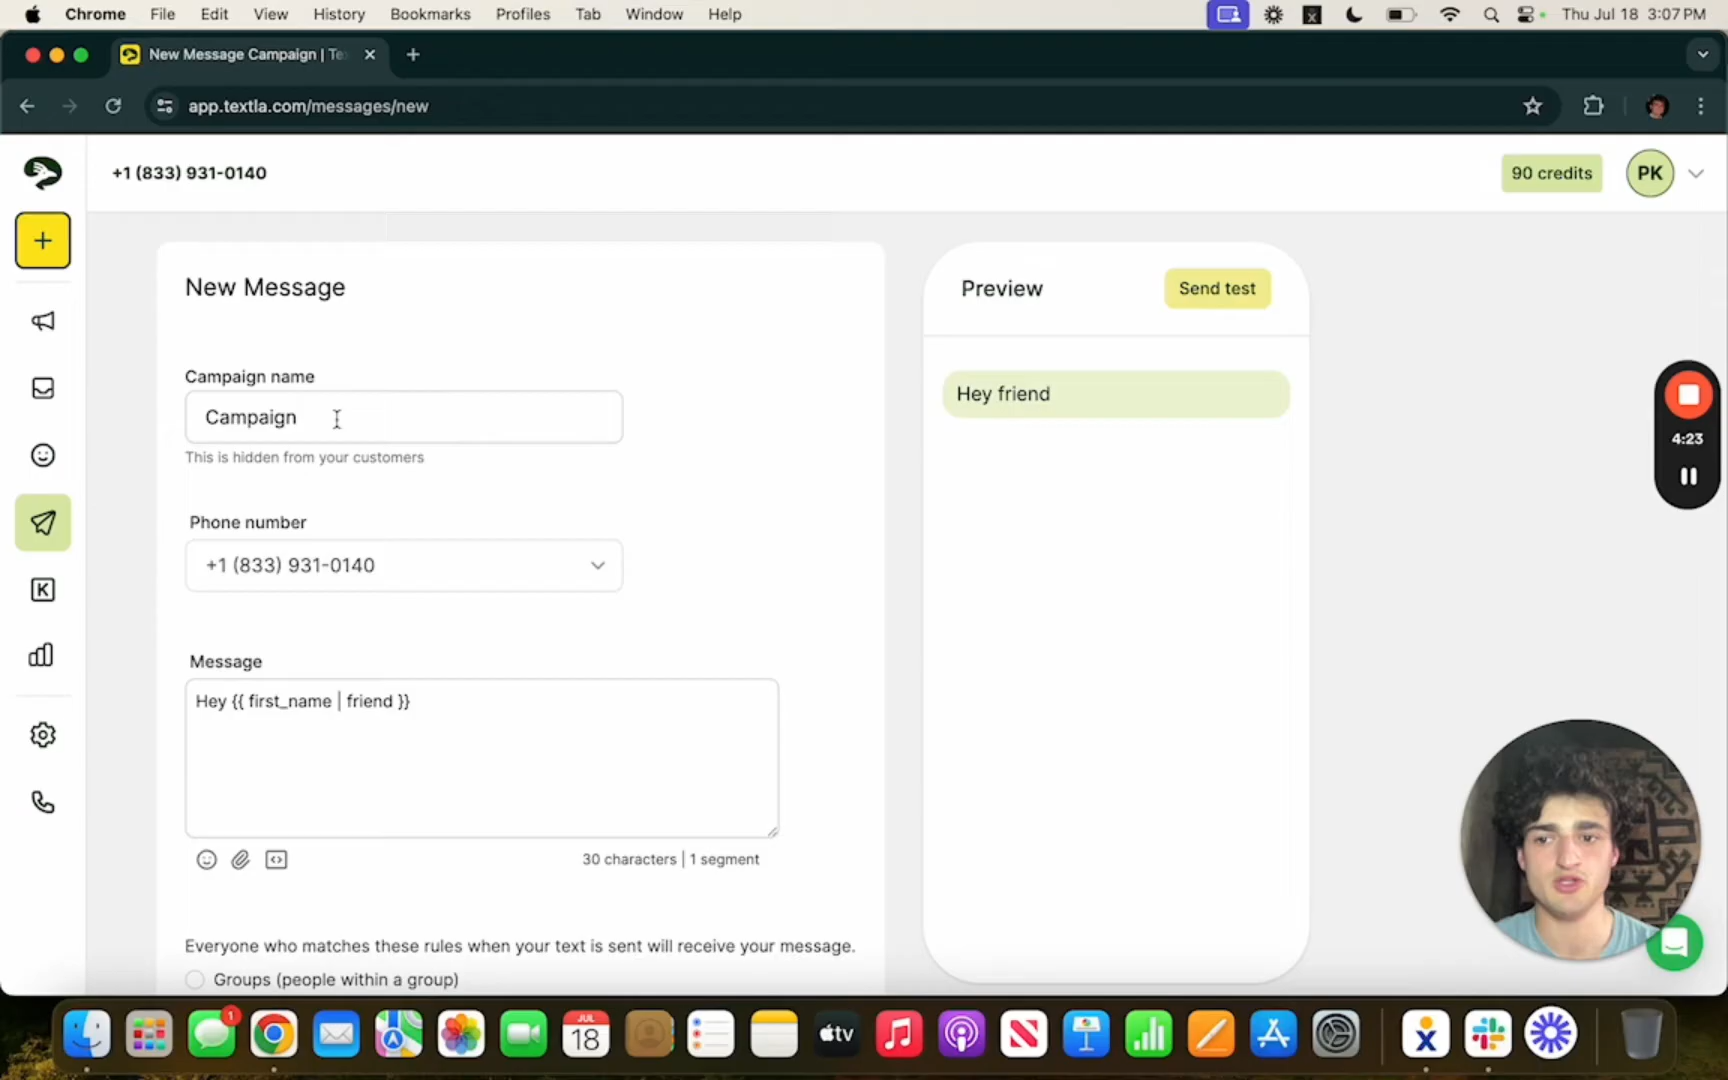 Chrome File Edit View History Bookmarks Profiles Tab Window Help Thu Jul 18 3:07 PM
New Message Campaign | Te
app.textla.com/messages/new
+1 (833) 931-0140
90 credits
PK
New Message
Campaign name
Campaign
This is hidden from your customers
Phone number
+1 (833) 931-0140
Message
Hey {{ first_name | friend }}
30 characters | 1 segment
Everyone who matches these rules when your text is sent will receive your message.
Groups (people within a group)
Preview
Send test
Hey friend
4:23
1
JUL
18
tv